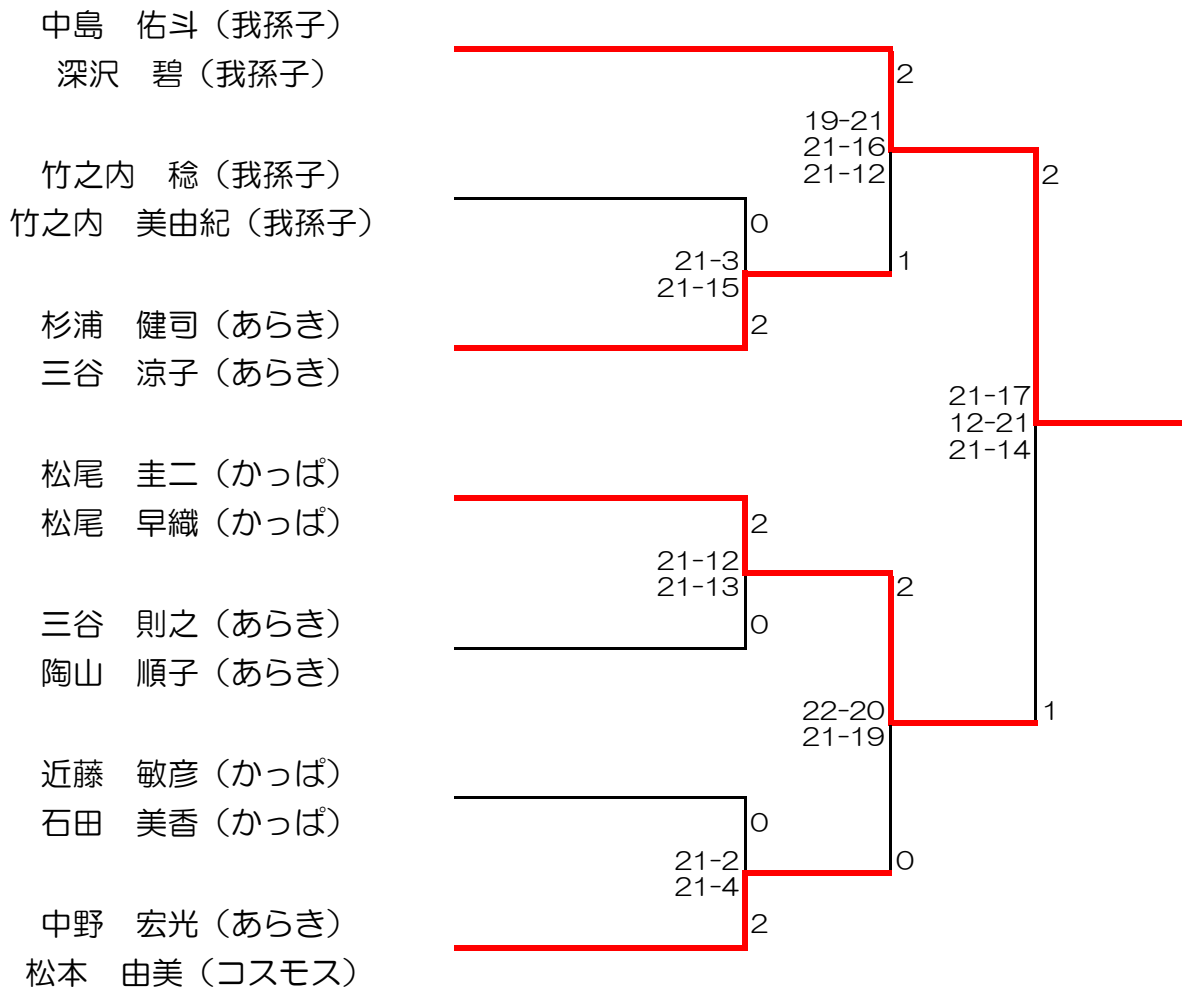 中島　佑斗（我孫子）
深沢　碧（我孫子）
2
19-21
21-16
21-12
竹之内　稔（我孫子）
2
竹之内　美由紀（我孫子）
0
21-3
21-15
1
杉浦　健司（あらき）
2
三谷　涼子（あらき）
21-17
12-21
21-14
松尾　圭二（かっぱ）
松尾　早織（かっぱ）
2
21-12
21-13
2
三谷　則之（あらき）
0
陶山　順子（あらき）
22-20
21-19
1
近藤　敏彦（かっぱ）
石田　美香（かっぱ）
0
21-2
21-4
0
中野　宏光（あらき）
2
松本　由美（コスモス）